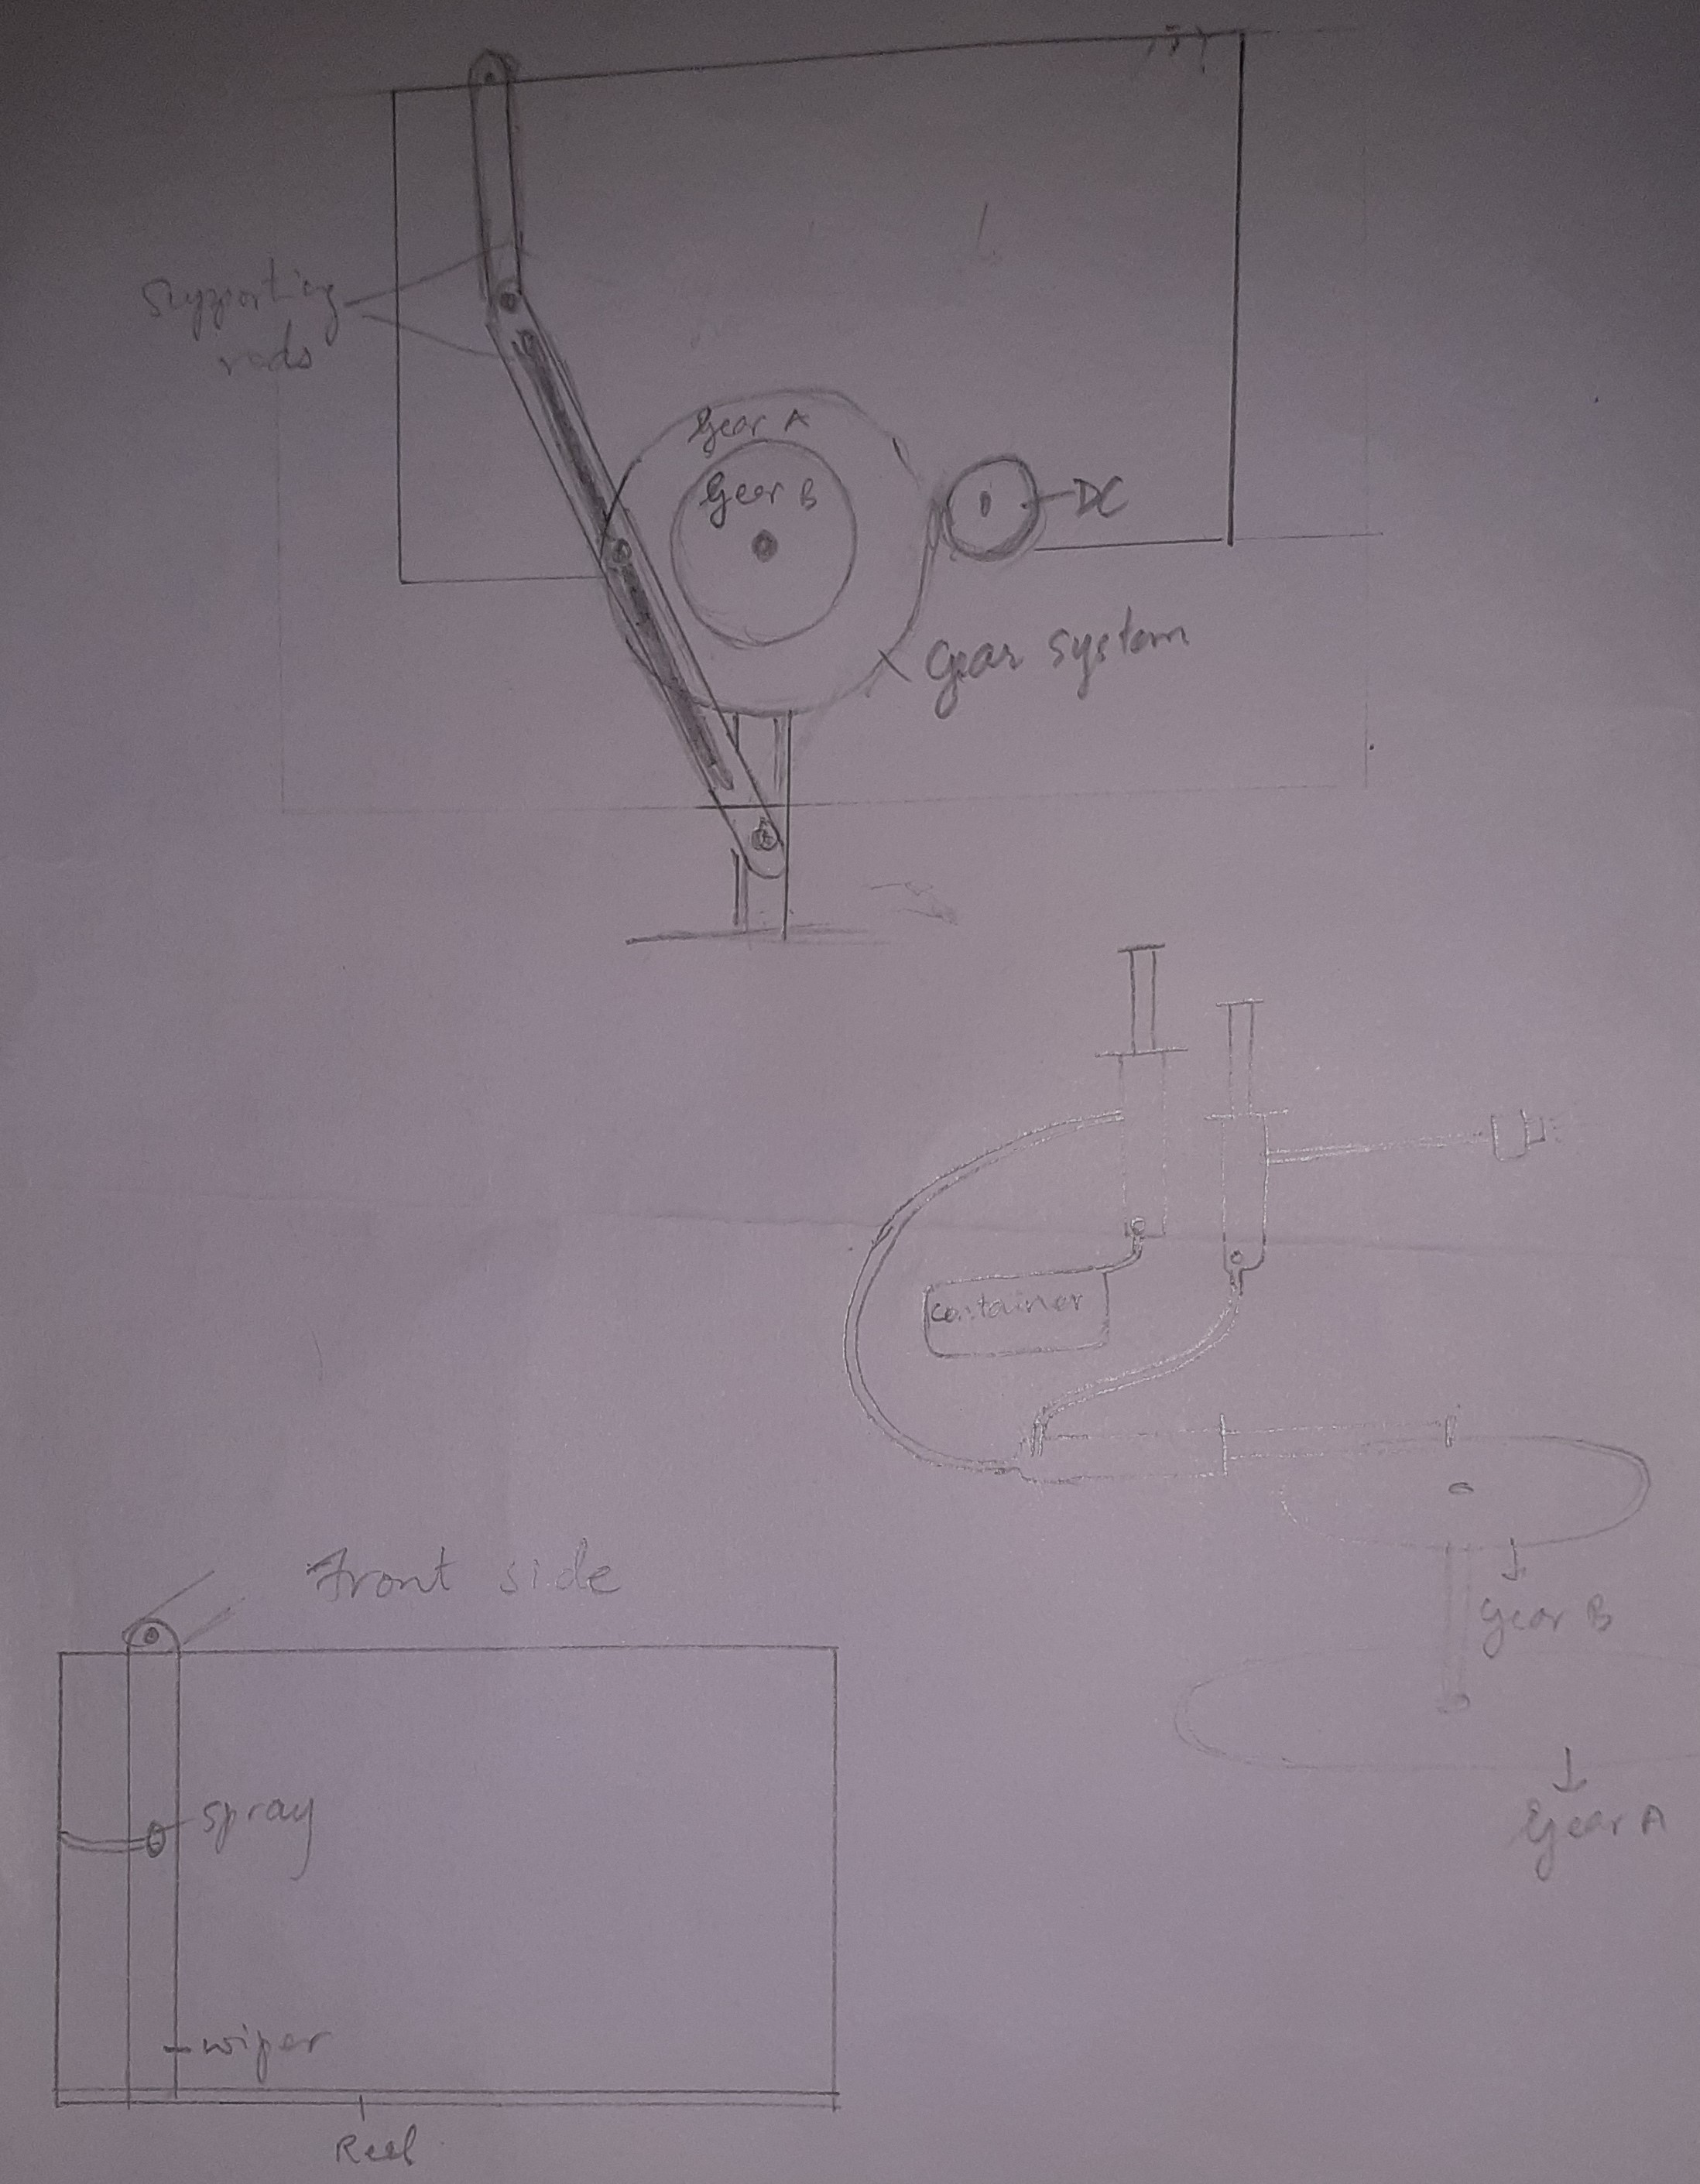 Supporting
rods
Gear A
Gear B
DC
Gear system
container
Front side
Gear B
spray
Gear A
wiper
Reel